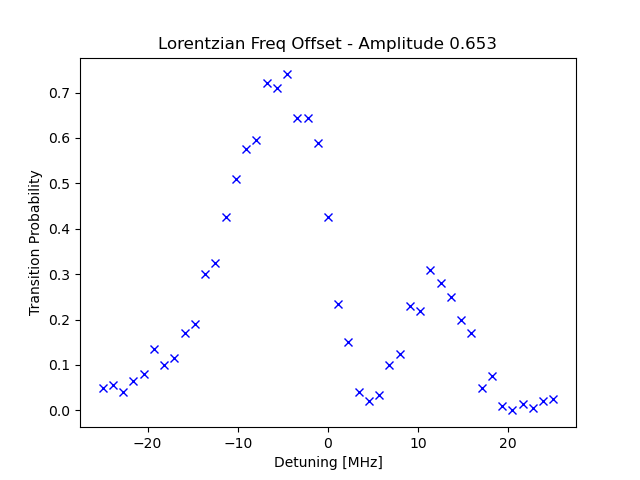 Lorentzian Freq Offset - Amplitude 0.653
Transition Probability
0.7
0.6
0.5
0.4
0.3
0.2
0.1
0.0
−20 −10 0 10 20
Detuning [MHz]